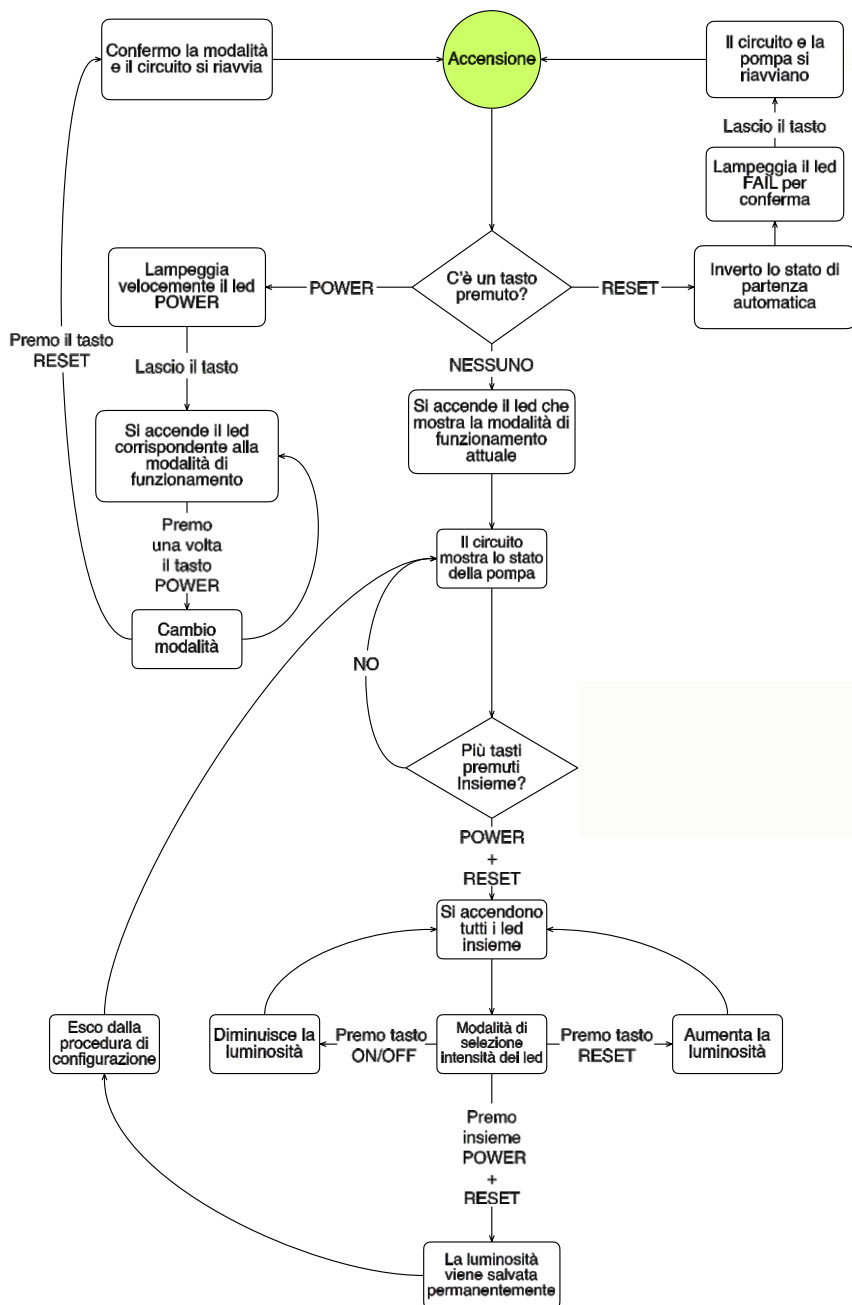 Confermo la modalità
e il circuito si riavvia
Accensione
Il circuito e la
pompa si
riavviano
Lascio il tasto
Lampeggia il led
FAIL per
conferma
Inverto lo stato di
partenza
automatica
RESET
C'è un tasto
premuto?
POWER
Lampeggia
velocemente il led
POWER
Premo il tasto
RESET
Lascio il tasto
Si accende il led
corrispondente alla
modalità di
funzionamento
Premo
una volta
il tasto
POWER
Cambio
modalità
NESSUNO
Si accende il led che
mostra la modalità di
funzionamento
attuale
Il circuito
mostra lo stato
della pompa
NO
Più tasti
premuti
Insieme?
POWER
+
RESET
Si accendono
tutti i led
insieme
Esco dalla
procedura di
configurazione
Diminuisce la
luminosità
Premo tasto
ON/OFF
Modalità di
selezione
intensità dei led
Premo tasto
RESET
Aumenta la
luminosità
Premo
insieme
POWER
+
RESET
La luminosità
viene salvata
permanentemente